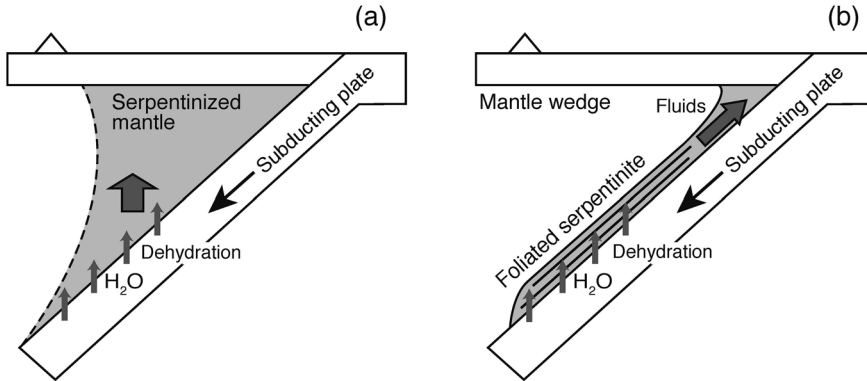 (a)
Serpentinized
mantle
Subducting plate
Dehydration
H₂O
(b)
Mantle wedge
Fluids
Subducting plate
Foliated serpentinite
Dehydration
H₂O